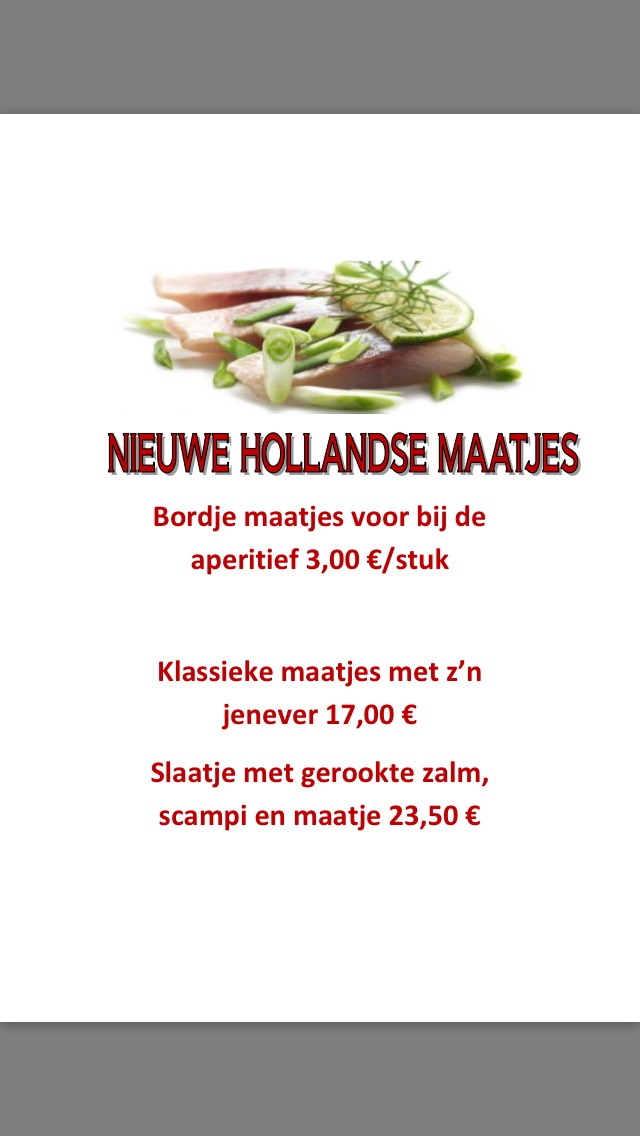 NIEUWE HOLLANDSE MAATJES
Bordje maatjes voor bij de
aperitief 3,00 €/stuk
Klassieke maatjes met z’n
jenever 17,00 €
Slaatje met gerookte zalm,
scampi en maatje 23,50 €